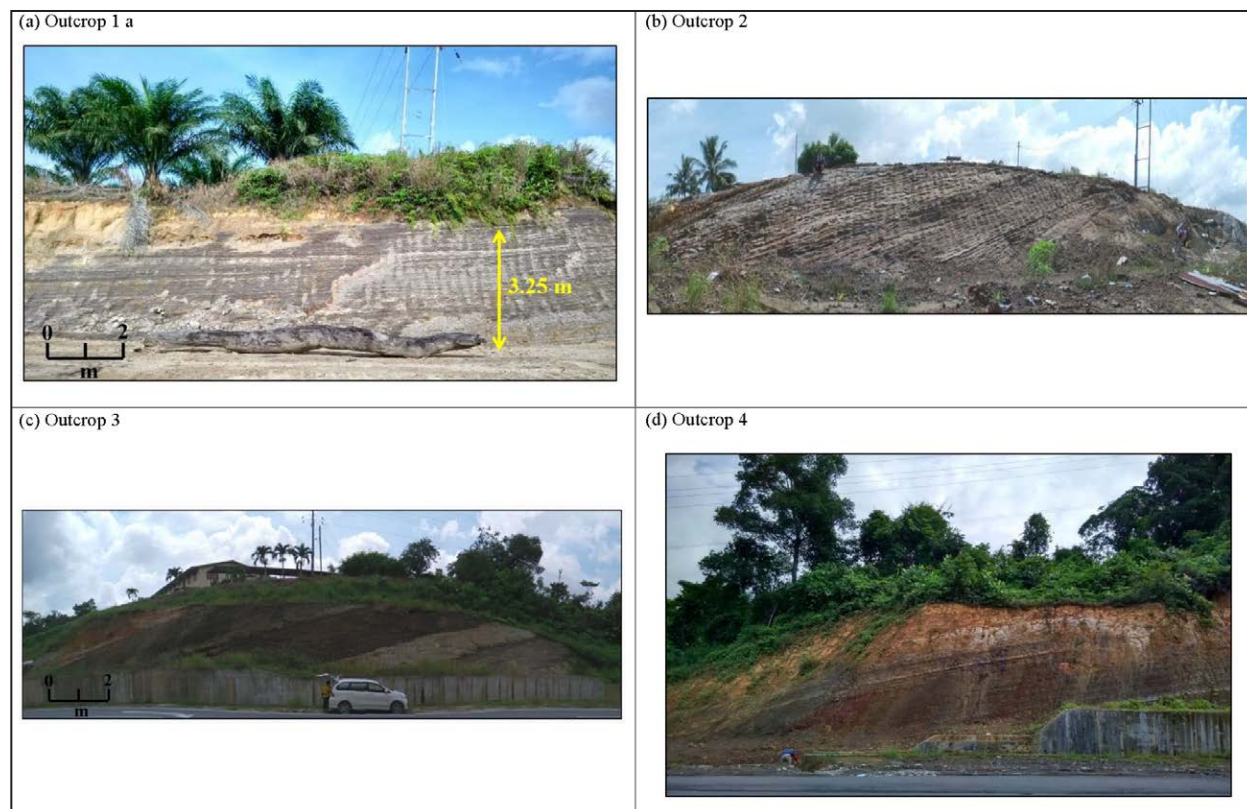 (a) Outcrop 1 a
(b) Outcrop 2
3.25 m
0 2
m
(c) Outcrop 3
(d) Outcrop 4
0 2
m